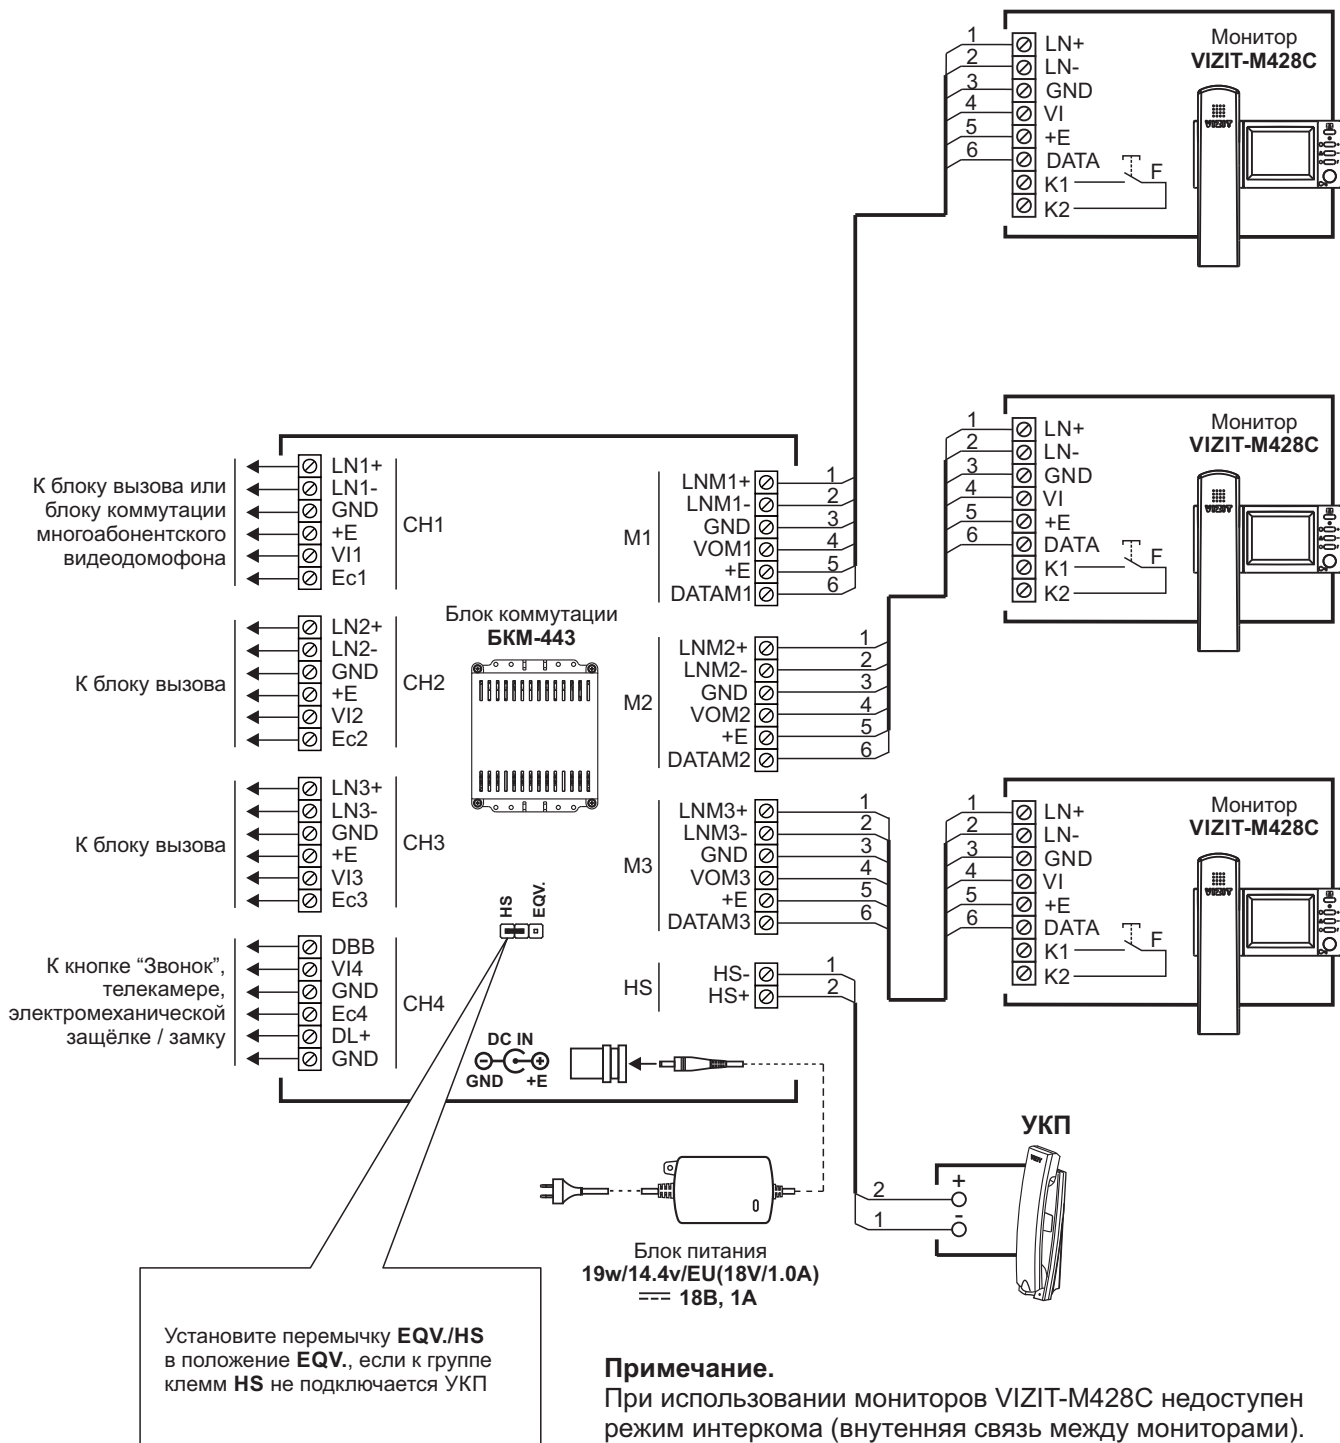 Монитор
VIZIT-M428C
1
2
3
4
5
6
LN+
LN-
GND
VI
+E
DATA
K1
K2
F
VIZIT
Монитор
VIZIT-M428C
1
2
3
4
5
6
LN+
LN-
GND
VI
+E
DATA
K1
K2
F
VIZIT
К блоку вызова или
блоку коммутации
многоабонентского
видеодомофона
LN1+
LN1-
GND
+E
VI1
Ec1
CH1
К блоку вызова
LN2+
LN2-
GND
+E
VI2
Ec2
CH2
К блоку вызова
LN3+
LN3-
GND
+E
VI3
Ec3
CH3
К кнопке “Звонок”,
телекамере,
электромеханической
защёлке / замку
DBB
VI4
GND
Ec4
DL+
GND
CH4
Блок коммутации
БКМ-443
HS
EQV.
DC IN
GND
+E
M1
LNM1+
LNM1-
GND
VOM1
+E
DATAM1
1
2
3
4
5
6
M2
LNM2+
LNM2-
GND
VOM2
+E
DATAM2
1
2
3
4
5
6
M3
LNM3+
LNM3-
GND
VOM3
+E
DATAM3
1
2
3
4
5
6
HS
HS-
HS+
1
2
Монитор
VIZIT-M428C
1
2
3
4
5
6
LN+
LN-
GND
VI
+E
DATA
K1
K2
F
VIZIT
УКП
2
1
+
-
Блок питания
19w/14.4v/EU(18V/1.0A)
18В, 1А
Установите перемычку EQV./HS
в положение EQV., если к группе
клемм HS не подключается УКП
Примечание.
При использовании мониторов VIZIT-M428C недоступен
режим интеркома (внутенняя связь между мониторами).